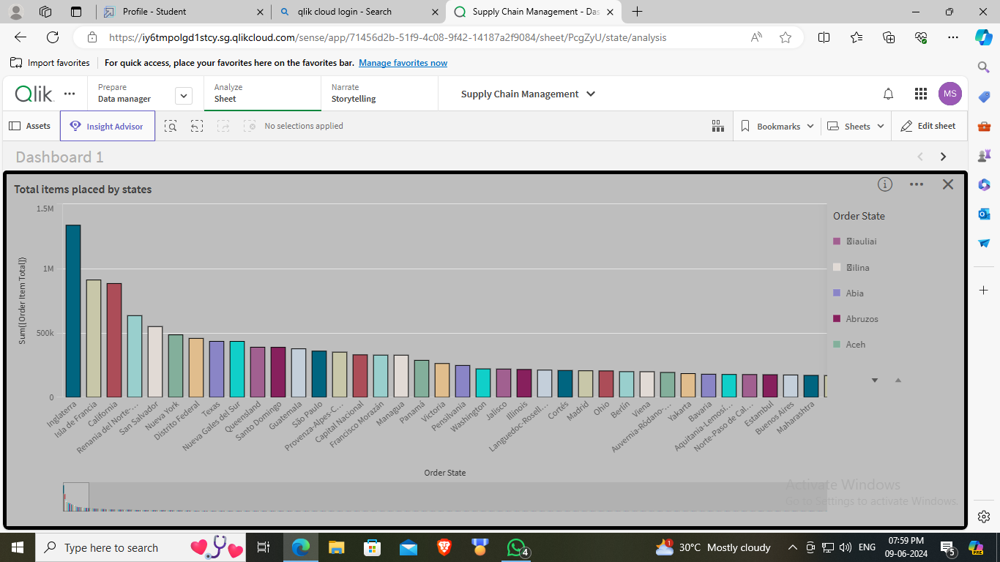 Profile - Student
qlik cloud login - Search
Supply Chain Management - Das
https://iy6tmpolgd1stcy.sg.qlikcloud.com/sense/app/71456d2b-51f9-4c08-9f42-14187a2f9084/sheet/PcgZyU/state/analysis
Import favorites
For quick access, place your favorites here on the favorites bar. Manage favorites now
Qlik
Prepare
Data manager
Analyze
Sheet
Narrate
Storytelling
Supply Chain Management
MS
Assets
Insight Advisor
No selections applied
Bookmarks
Sheets
Edit sheet
Dashboard 1
Total items placed by states
1.5M
1M
500k
0
Sum([Order Item Total])
Inglaterra
Isla de Francia
California
Renania del Norte-...
San Salvador
Nueva York
Distrito Federal
Texas
Nueva Gales del Sur
Queensland
Santo Domingo
Guatemala
São Paulo
Provenza-Alpes-C...
Capital Nacional
Francisco Morazán
Managua
Panamá
Victoria
Pensilvania
Washington
Jalisco
Illinois
Languedoc-Rosell...
Cortés
Madrid
Ohio
Berlín
Viena
Auvernia-Ródano-...
Yakarta
Bavaria
Aquitania-Lemosí...
Norte-Paso de Cal...
Estambul
Buenos Aires
Maharashtra
Order State
Order State
iauliai
ilina
Abia
Abruzos
Aceh
Activate Windows
Go to Settings to activate Windows.
Type here to search
4
1
30°C Mostly cloudy
ENG
07:59 PM
09-06-2024
5
PRE